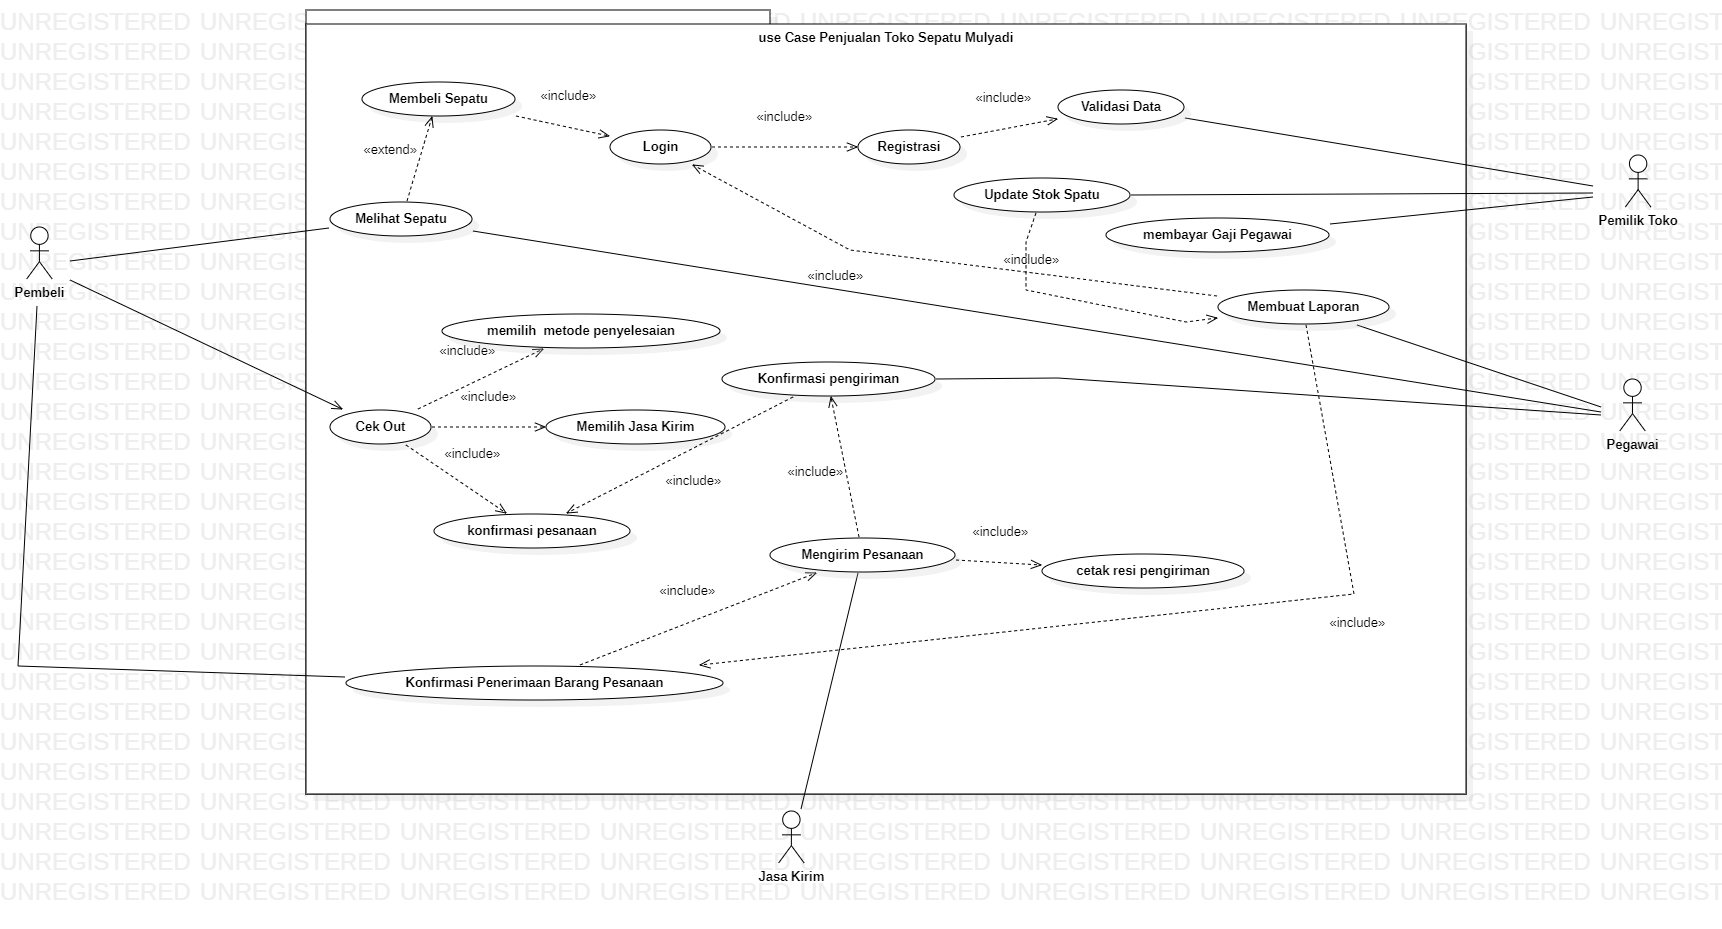 use Case Penjualan Toko Sepatu Mulyadi
Membeli Sepatu
«include»
«include»
«include»
Validasi Data
Login
Registrasi
«extend»
Update Stok Spatu
Pemilik Toko
Melihat Sepatu
membayar Gaji Pegawai
«include»
«include»
Pembeli
Membuat Laporan
memilih metode penyelesaian
«include»
Konfirmasi pengiriman
«include»
Cek Out
Memilih Jasa Kirim
Pegawai
«include»
«include»
«include»
konfirmasi pesanaan
«include»
Mengirim Pesanaan
cetak resi pengiriman
«include»
«include»
Konfirmasi Penerimaan Barang Pesanaan
Jasa Kirim
UNREGISTERED